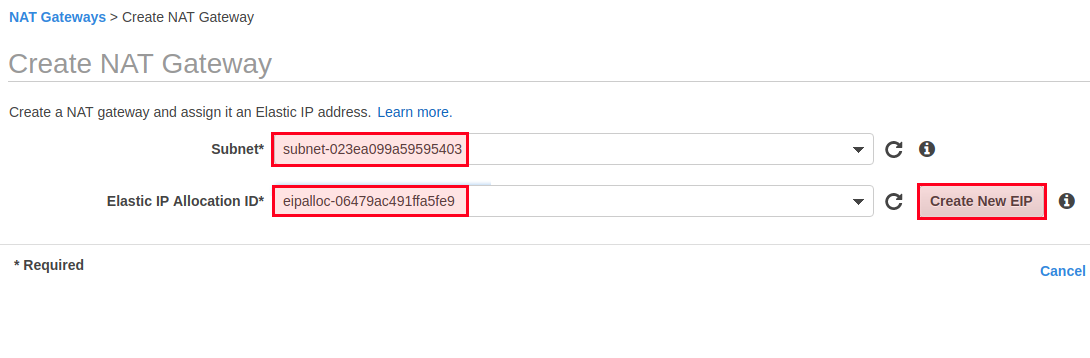 NAT Gateways > Create NAT Gateway
Create NAT Gateway
Create a NAT gateway and assign it an Elastic IP address. Learn more.
Subnet* subnet-023ea099a59595403
Elastic IP Allocation ID* eipalloc-06479ac491ffa5fe9 Create New EIP
* Required
Cancel